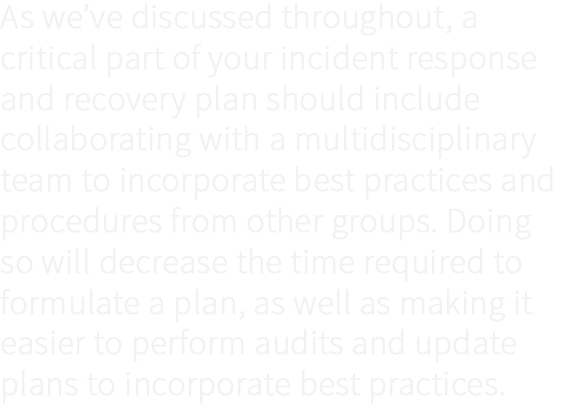 As we’ve discussed throughout, a
critical part of your incident response
and recovery plan should include
collaborating with a multidisciplinary
team to incorporate best practices and
procedures from other groups. Doing
so will decrease the time required to
formulate a plan, as well as making it
easier to perform audits and update
plans to incorporate best practices.